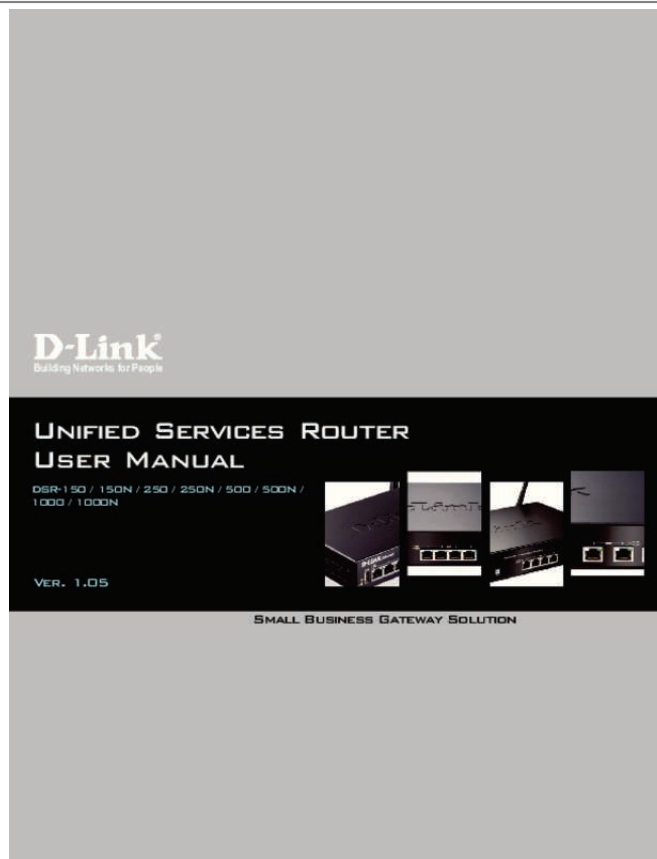 D-Link®
Building Networks for People
UNIFIED SERVICES ROUTER
USER MANUAL
DSR-150 / 150N / 250 / 250N / 500 / 500N /
1000 / 1000N
VER. 1.05
SMALL BUSINESS GATEWAY SOLUTION